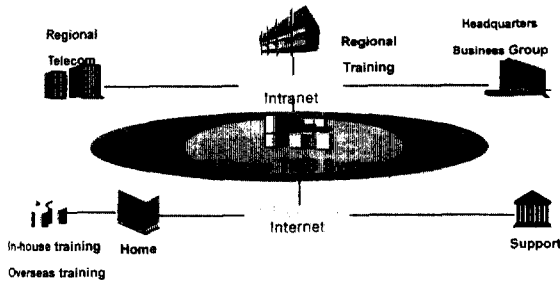 Regional
Telecom
Regional
Training
Headquarters
Business Group
Intranet
Internet
In-house training
Overseas training
Home
Support